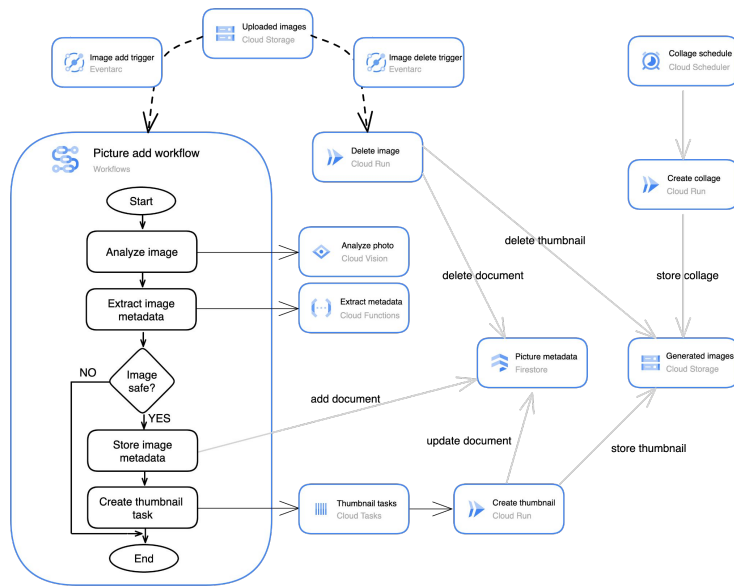 Uploaded images
Cloud Storage
Image add trigger
Eventarc
Image delete trigger
Eventarc
Collage schedule
Cloud Scheduler
Picture add workflow
Workflows
Delete image
Cloud Run
Create collage
Cloud Run
Start
Analyze image
Analyze photo
Cloud Vision
delete thumbnail
delete document
store collage
Extract image
metadata
Extract metadata
Cloud Functions
Image
safe?
NO
YES
Picture metadata
Firestore
Generated images
Cloud Storage
add document
Store image
metadata
update document
store thumbnail
Create thumbnail
task
Thumbnail tasks
Cloud Tasks
Create thumbnail
Cloud Run
End